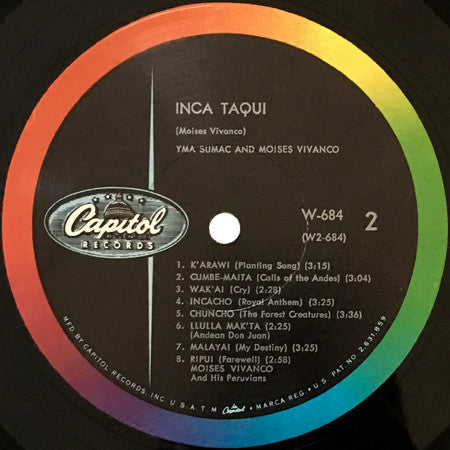 INCA TAQUI
(Moises Vivanco)
YMA SUMAC AND MOISES VIVANCO
Capitol
RECORDS
W-684 2
(W2-684)
1. K'ARAWI (Planting Song) (3:15)
2. CUMBE-MAITA (Calls of the Andes) (3:04)
3. WAK'AI (Cry) (2:28)
4. INCACHO (Royal Anthem) (3:25)
5. CHUNCHO (The Forest Creatures) (3:36)
6. LLULLA MAK'TA (2:25)
(Andean Don Juan)
7. MALAYAI (My Destiny) (3:25)
8. RIPUI (Farewell) (2:58)
MOISES VIVANCO
And His Peruvians
MFD. BY CAPITOL RECORDS, INC. U.S.A. T.M. Capitol MARCA REG. • U.S. PAT. NO. 2,631,859